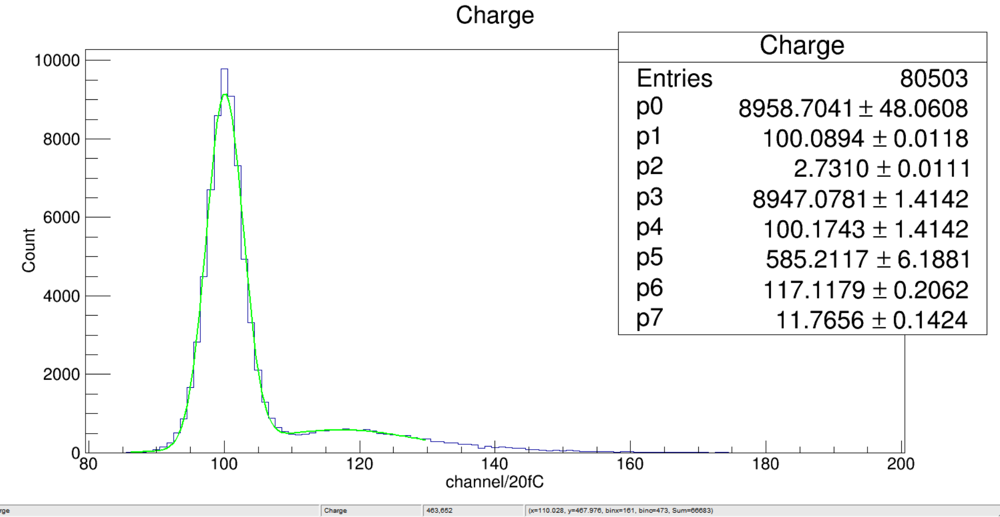 Charge
Charge
Entries 80503
p0 8958.7041 ± 48.0608
p1 100.0894 ± 0.0118
p2 2.7310 ± 0.0111
p3 8947.0781 ± 1.4142
p4 100.1743 ± 1.4142
p5 585.2117 ± 6.1881
p6 117.1179 ± 0.2062
p7 11.7656 ± 0.1424
10000
8000
6000
4000
2000
0
Count
80 100 120 140 160 180 200
channel/20fC
rge Charge 463,652 (x=110.028, y=467.976, binx=161, binc=473, Sum=66683)